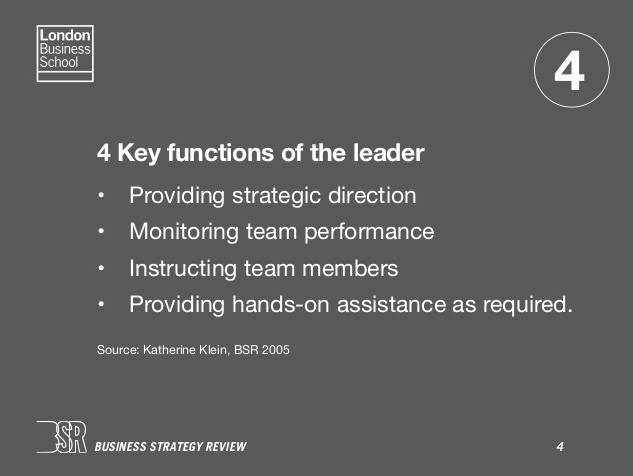 London
Business
School
4
4 Key functions of the leader
• Providing strategic direction
• Monitoring team performance
• Instructing team members
• Providing hands-on assistance as required.
Source: Katherine Klein, BSR 2005
BSR BUSINESS STRATEGY REVIEW
4